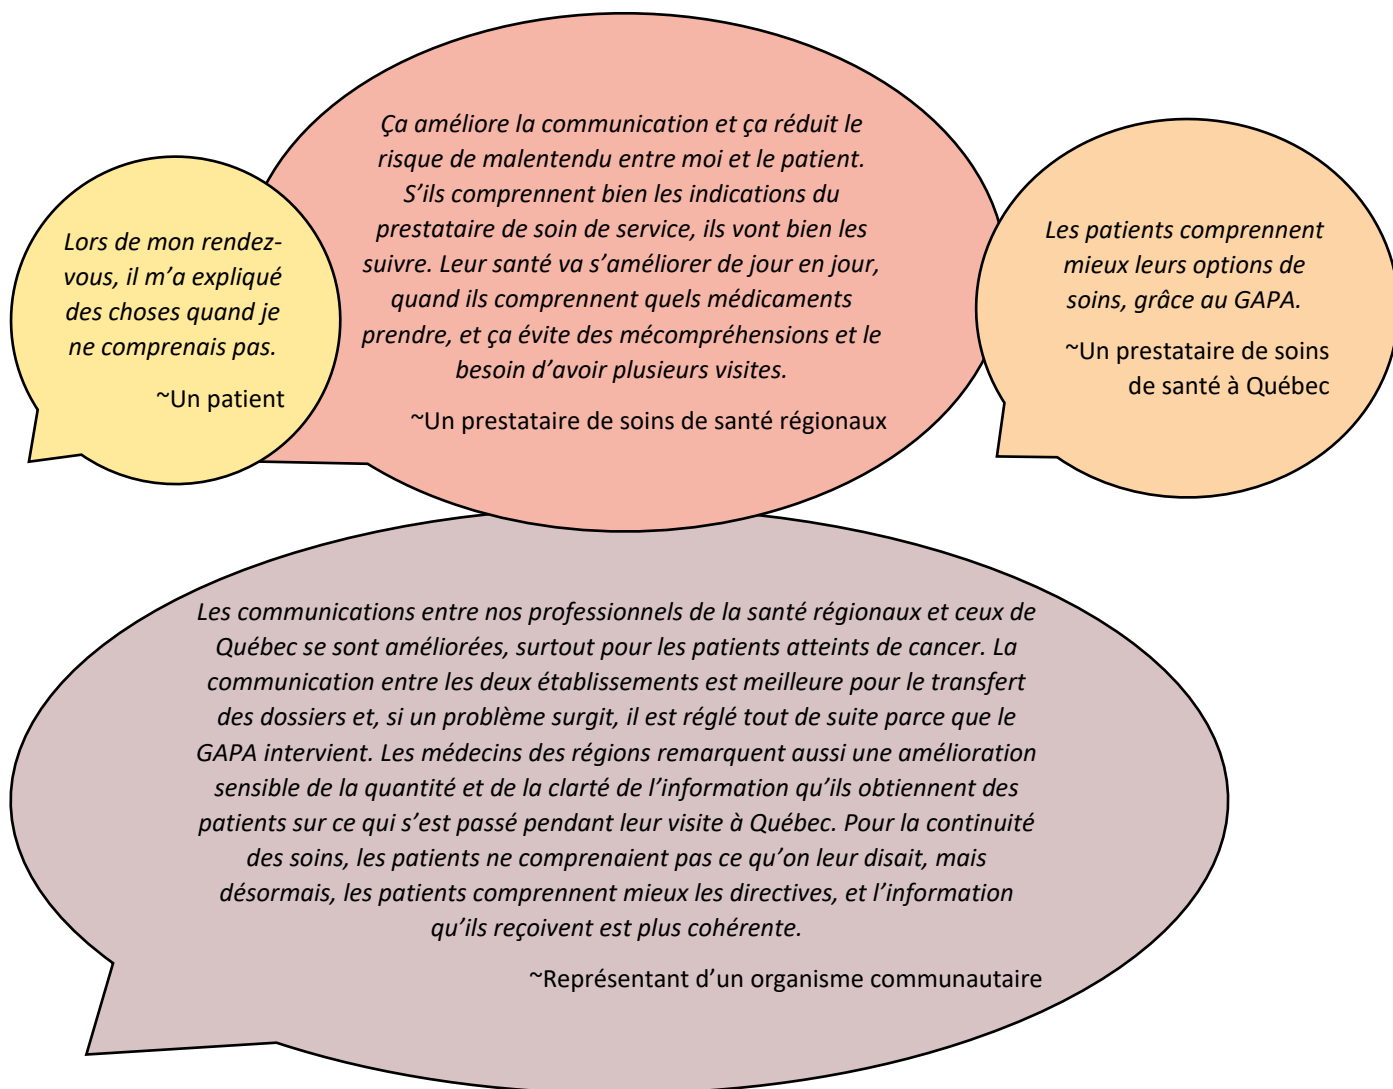 Lors de mon rendez-
vous, il m’a expliqué
des choses quand je
ne comprenais pas.
~Un patient
Ça améliore la communication et ça réduit le
risque de malentendu entre moi et le patient.
S’ils comprennent bien les indications du
prestataire de soin de service, ils vont bien les
suivre. Leur santé va s’améliorer de jour en jour,
quand ils comprennent quels médicaments
prendre, et ça évite des mécompréhensions et le
besoin d’avoir plusieurs visites.
~Un prestataire de soins de santé régionaux
Les patients comprennent
mieux leurs options de
soins, grâce au GAPA.
~Un prestataire de soins
de santé à Québec
Les communications entre nos professionnels de la santé régionaux et ceux de
Québec se sont améliorées, surtout pour les patients atteints de cancer. La
communication entre les deux établissements est meilleure pour le transfert
des dossiers et, si un problème surgit, il est réglé tout de suite parce que le
GAPA intervient. Les médecins des régions remarquent aussi une amélioration
sensible de la quantité et de la clarté de l’information qu’ils obtiennent des
patients sur ce qui s’est passé pendant leur visite à Québec. Pour la continuité
des soins, les patients ne comprenaient pas ce qu’on leur disait, mais
désormais, les patients comprennent mieux les directives, et l’information
qu’ils reçoivent est plus cohérente.
~Représentant d’un organisme communautaire